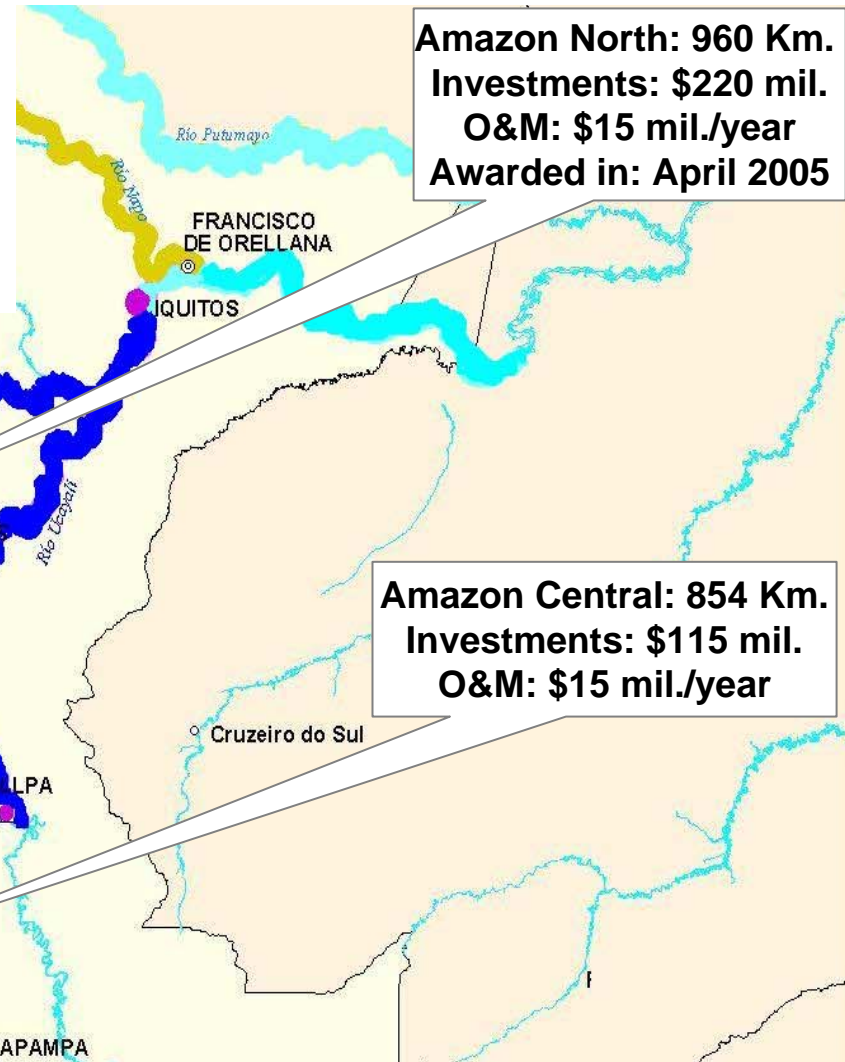 Amazon North: 960 Km.
Investments: $220 mil.
O&M: $15 mil./year
Awarded in: April 2005
Río Putumayo
Río Napo
FRANCISCO
DE ORELLANA
IQUITOS
Río Ucayali
Amazon Central: 854 Km.
Investments: $115 mil.
O&M: $15 mil./year
Cruzeiro do Sul
LLPA
APAMPA